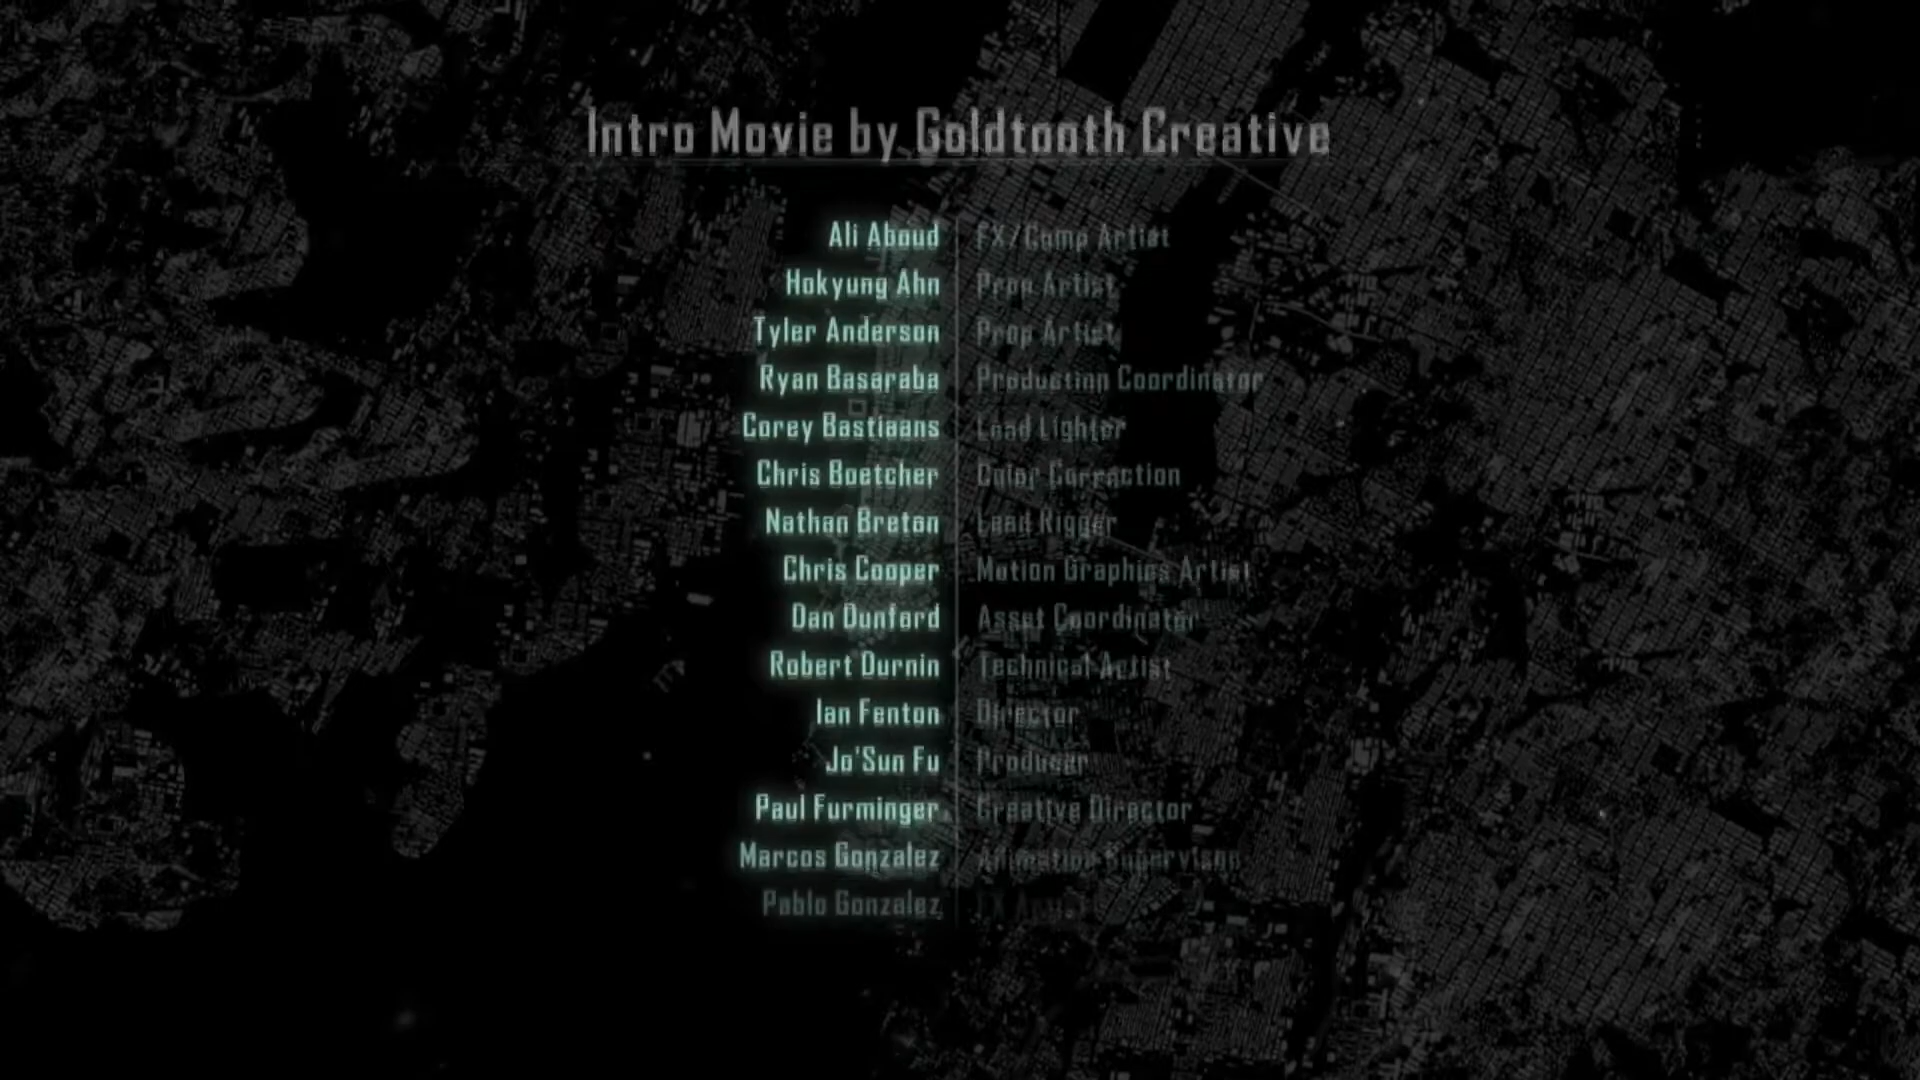 Intro Movie by Goldtooth Creative
Ali Aboud FX/Comp Artist
Hokyung Ahn Prop Artist
Tyler Anderson Prop Artist
Ryan Basaraba Production Coordinator
Corey Bastiaans Lead Lighter
Chris Boetcher Color Correction
Nathan Breton Lead Rigger
Chris Cooper Motion Graphics Artist
Dan Dunford Asset Coordinator
Robert Durnin Technical Artist
Ian Fenton Director
Jo'Sun Fu Producer
Paul Furminger Creative Director
Marcos Gonzalez Animation Supervisor
Pablo Gonzalez FX